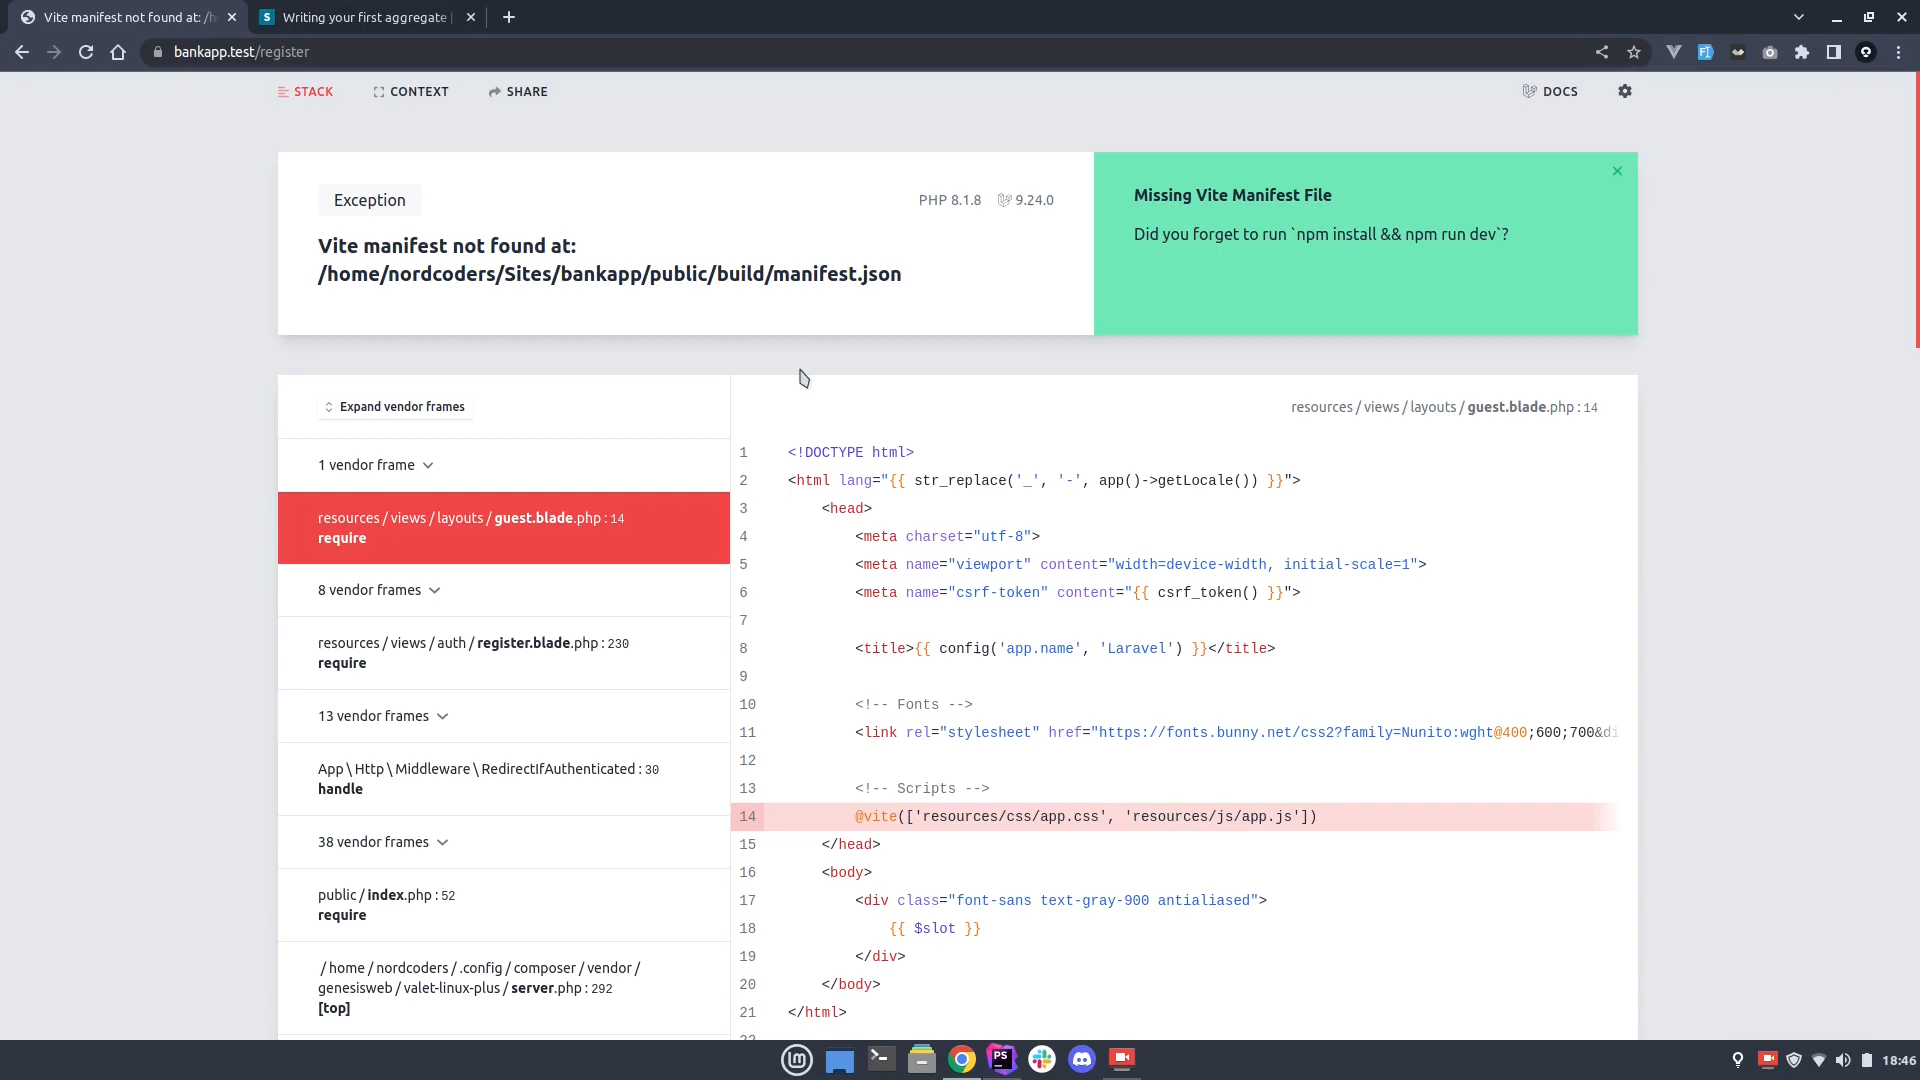 Vite manifest not found at: /h
Writing your first aggregate |
bankapp.test/register
STACK
CONTEXT
SHARE
DOCS
Exception
PHP 8.1.8
9.24.0
Vite manifest not found at:
/home/nordcoders/Sites/bankapp/public/build/manifest.json
Missing Vite Manifest File
Did you forget to run `npm install && npm run dev`?
Expand vendor frames
1 vendor frame
resources / views / layouts / guest.blade.php : 14
require
8 vendor frames
resources / views / auth / register.blade.php : 230
require
13 vendor frames
App \ Http \ Middleware \ RedirectIfAuthenticated : 30
handle
38 vendor frames
public / index.php : 52
require
/ home / nordcoders / .config / composer / vendor /
genesisweb / valet-linux-plus / server.php : 292
[top]
resources / views / layouts / guest.blade.php : 14
1 <!DOCTYPE html>
2 <html lang="{{ str_replace('_', '-', app()->getLocale()) }}">
3 <head>
4 <meta charset="utf-8">
5 <meta name="viewport" content="width=device-width, initial-scale=1">
6 <meta name="csrf-token" content="{{ csrf_token() }}">
7
8 <title>{{ config('app.name', 'Laravel') }}</title>
9
10 <!-- Fonts -->
11 <link rel="stylesheet" href="https://fonts.bunny.net/css2?family=Nunito:wght@400;600;700&di
12
13 <!-- Scripts -->
14 @vite(['resources/css/app.css', 'resources/js/app.js'])
15 </head>
16 <body>
17 <div class="font-sans text-gray-900 antialiased">
18 {{ $slot }}
19 </div>
20 </body>
21 </html>
22
18:46